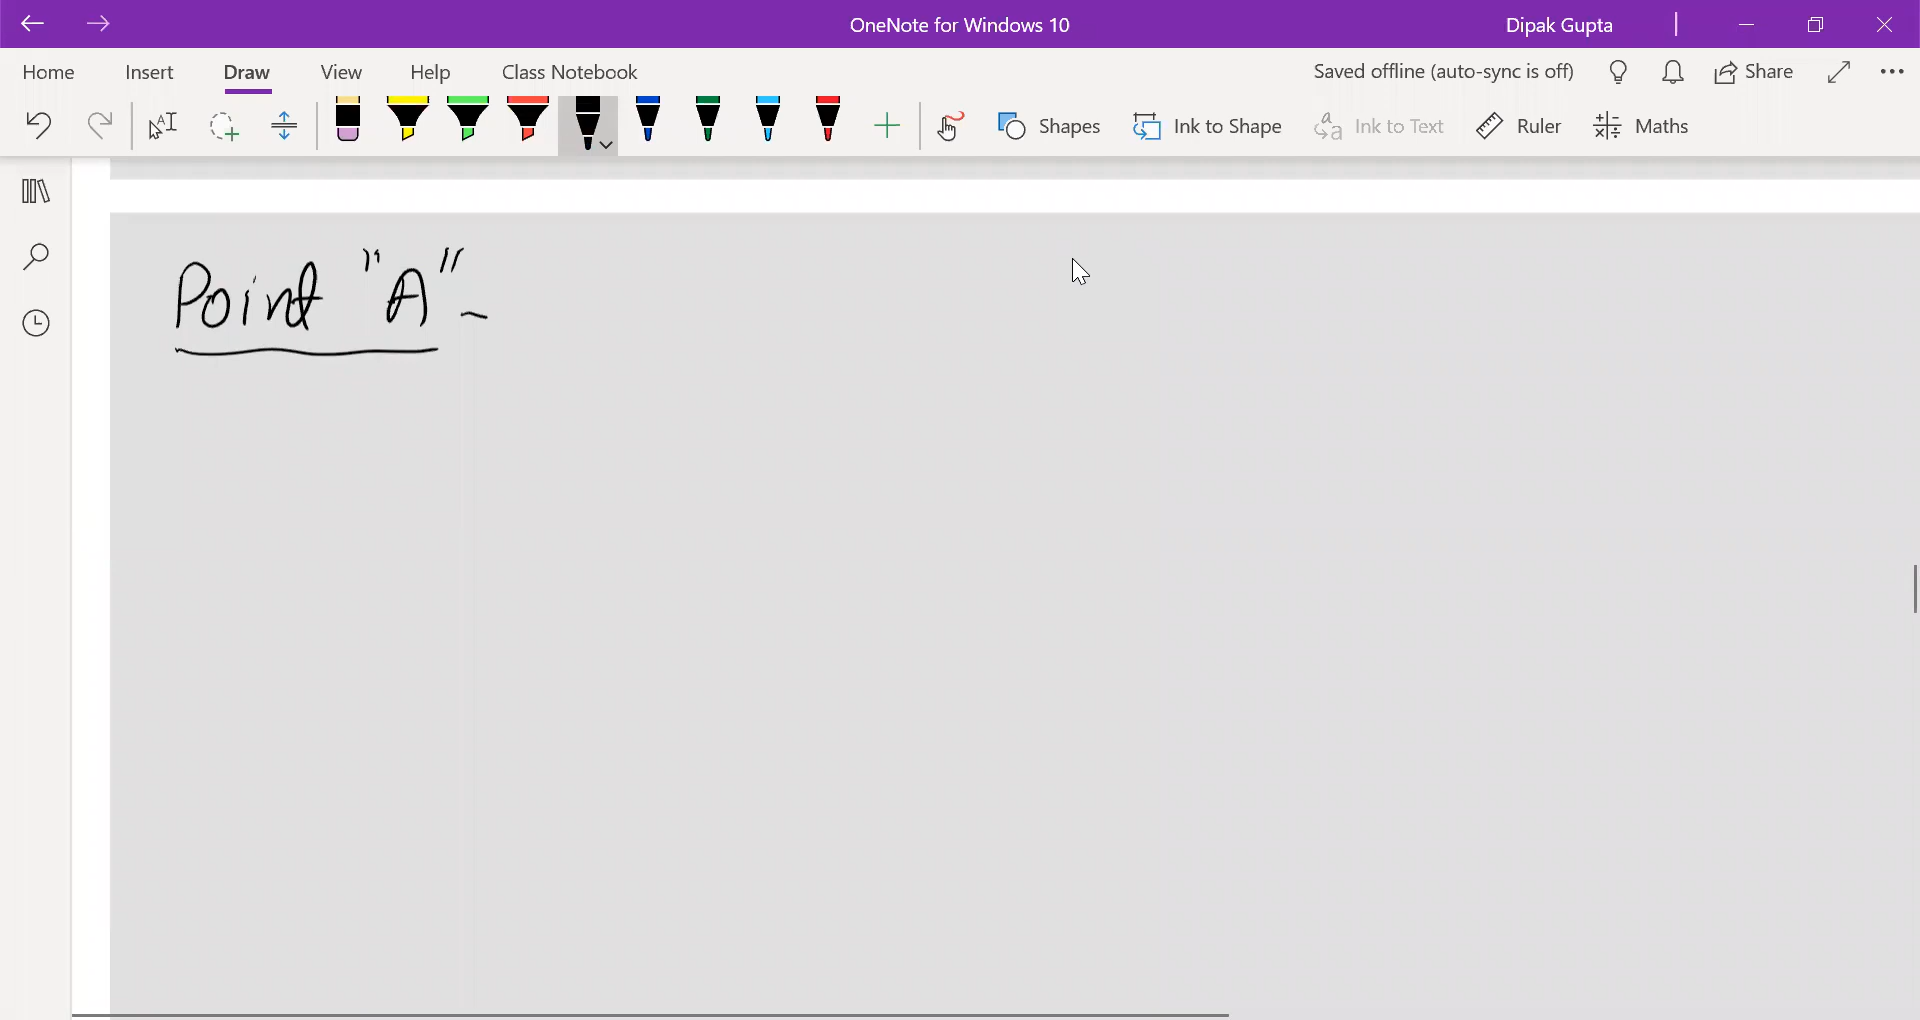 OneNote for Windows 10
Dipak Gupta
Home Insert Draw View Help Class Notebook
Saved offline (auto-sync is off) Share
Shapes Ink to Shape Ink to Text Ruler Maths
Point "A" -